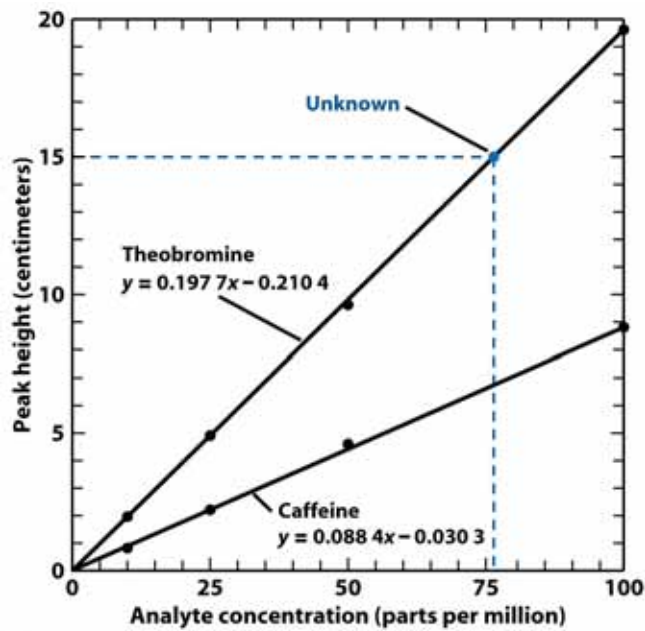 20
Unknown
15
Peak height (centimeters)
Theobromine
y = 0.197 7x − 0.210 4
10
5
Caffeine
y = 0.088 4x − 0.030 3
0
0 25 50 75 100
Analyte concentration (parts per million)